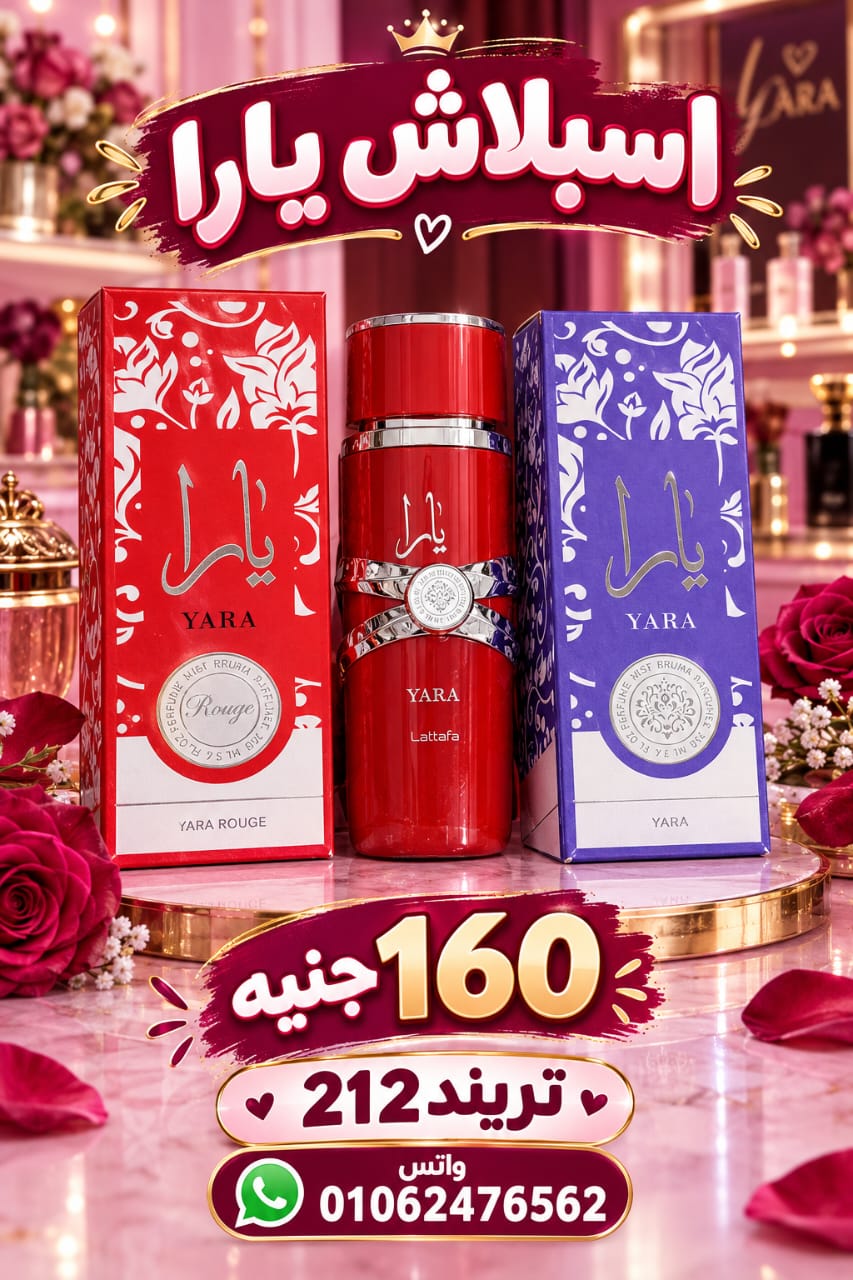 اسبلاش يارا
YARA
يارا
YARA
Rouge
YARA ROUGE
يارا
YARA
Lattafa
يارا
YARA
YARA
160 جنيه
تريند 212
واتس
01062476562